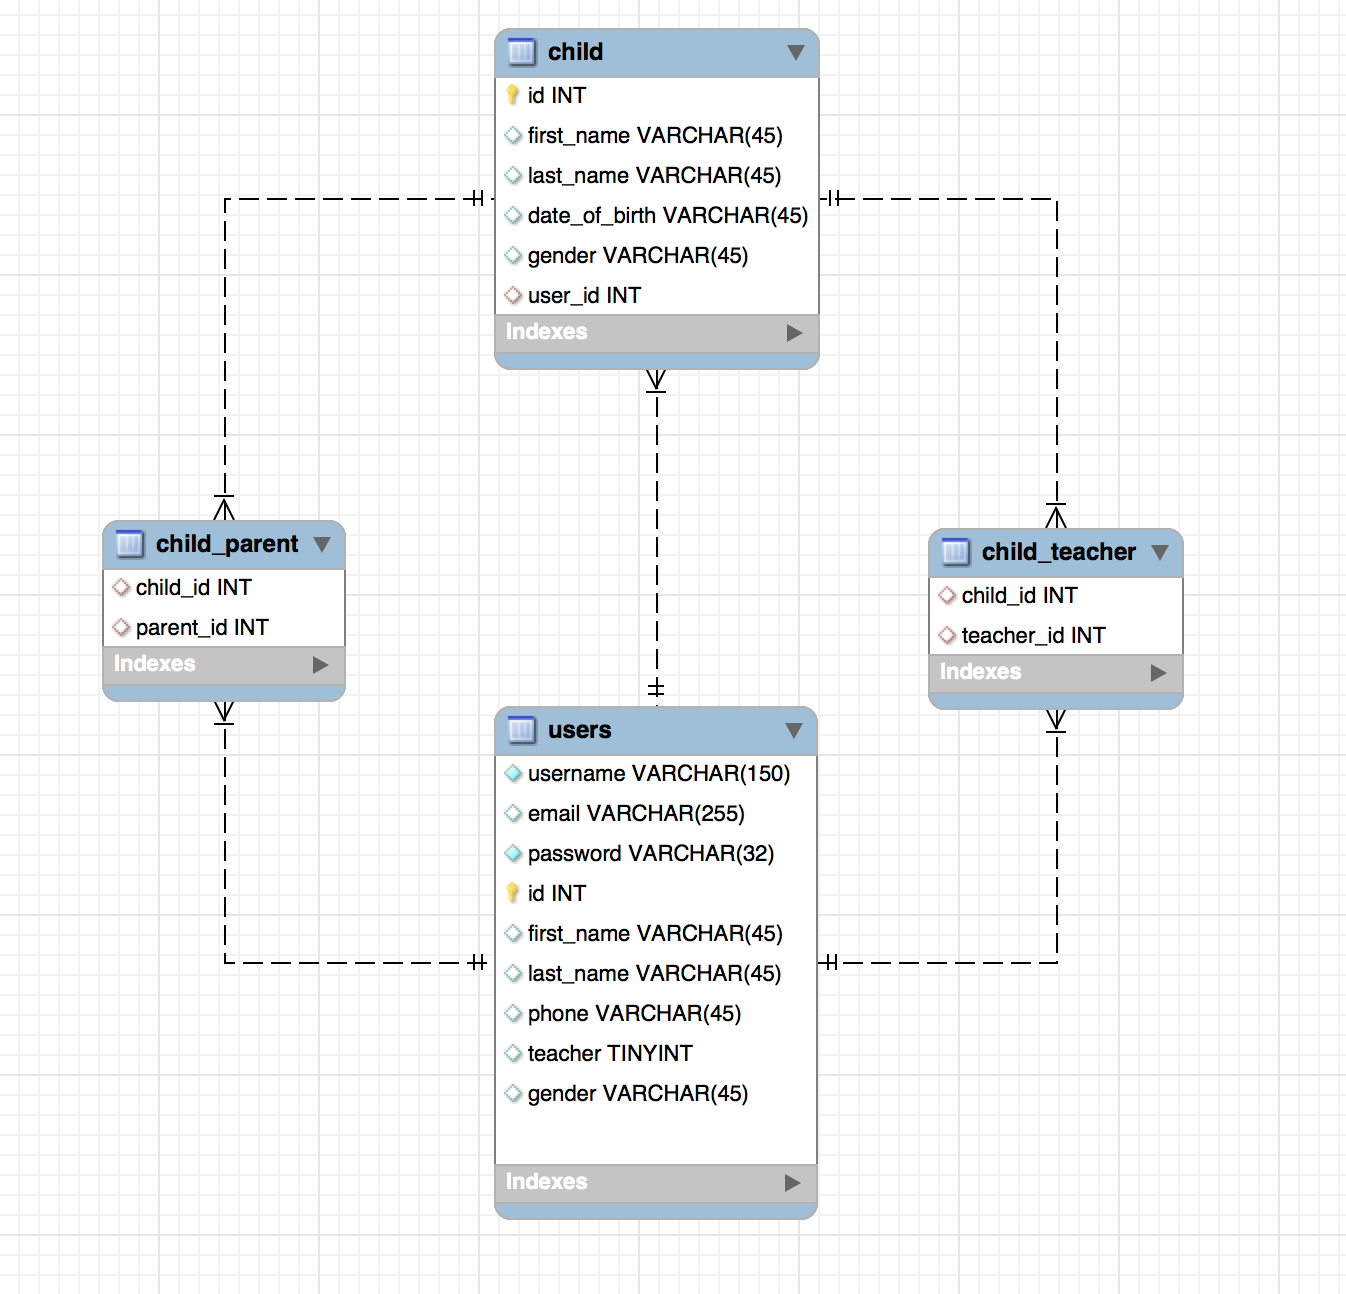 child
id INT
first_name VARCHAR(45)
last_name VARCHAR(45)
date_of_birth VARCHAR(45)
gender VARCHAR(45)
user_id INT
Indexes
child_parent
child_id INT
parent_id INT
Indexes
child_teacher
child_id INT
teacher_id INT
Indexes
users
username VARCHAR(150)
email VARCHAR(255)
password VARCHAR(32)
id INT
first_name VARCHAR(45)
last_name VARCHAR(45)
phone VARCHAR(45)
teacher TINYINT
gender VARCHAR(45)
Indexes